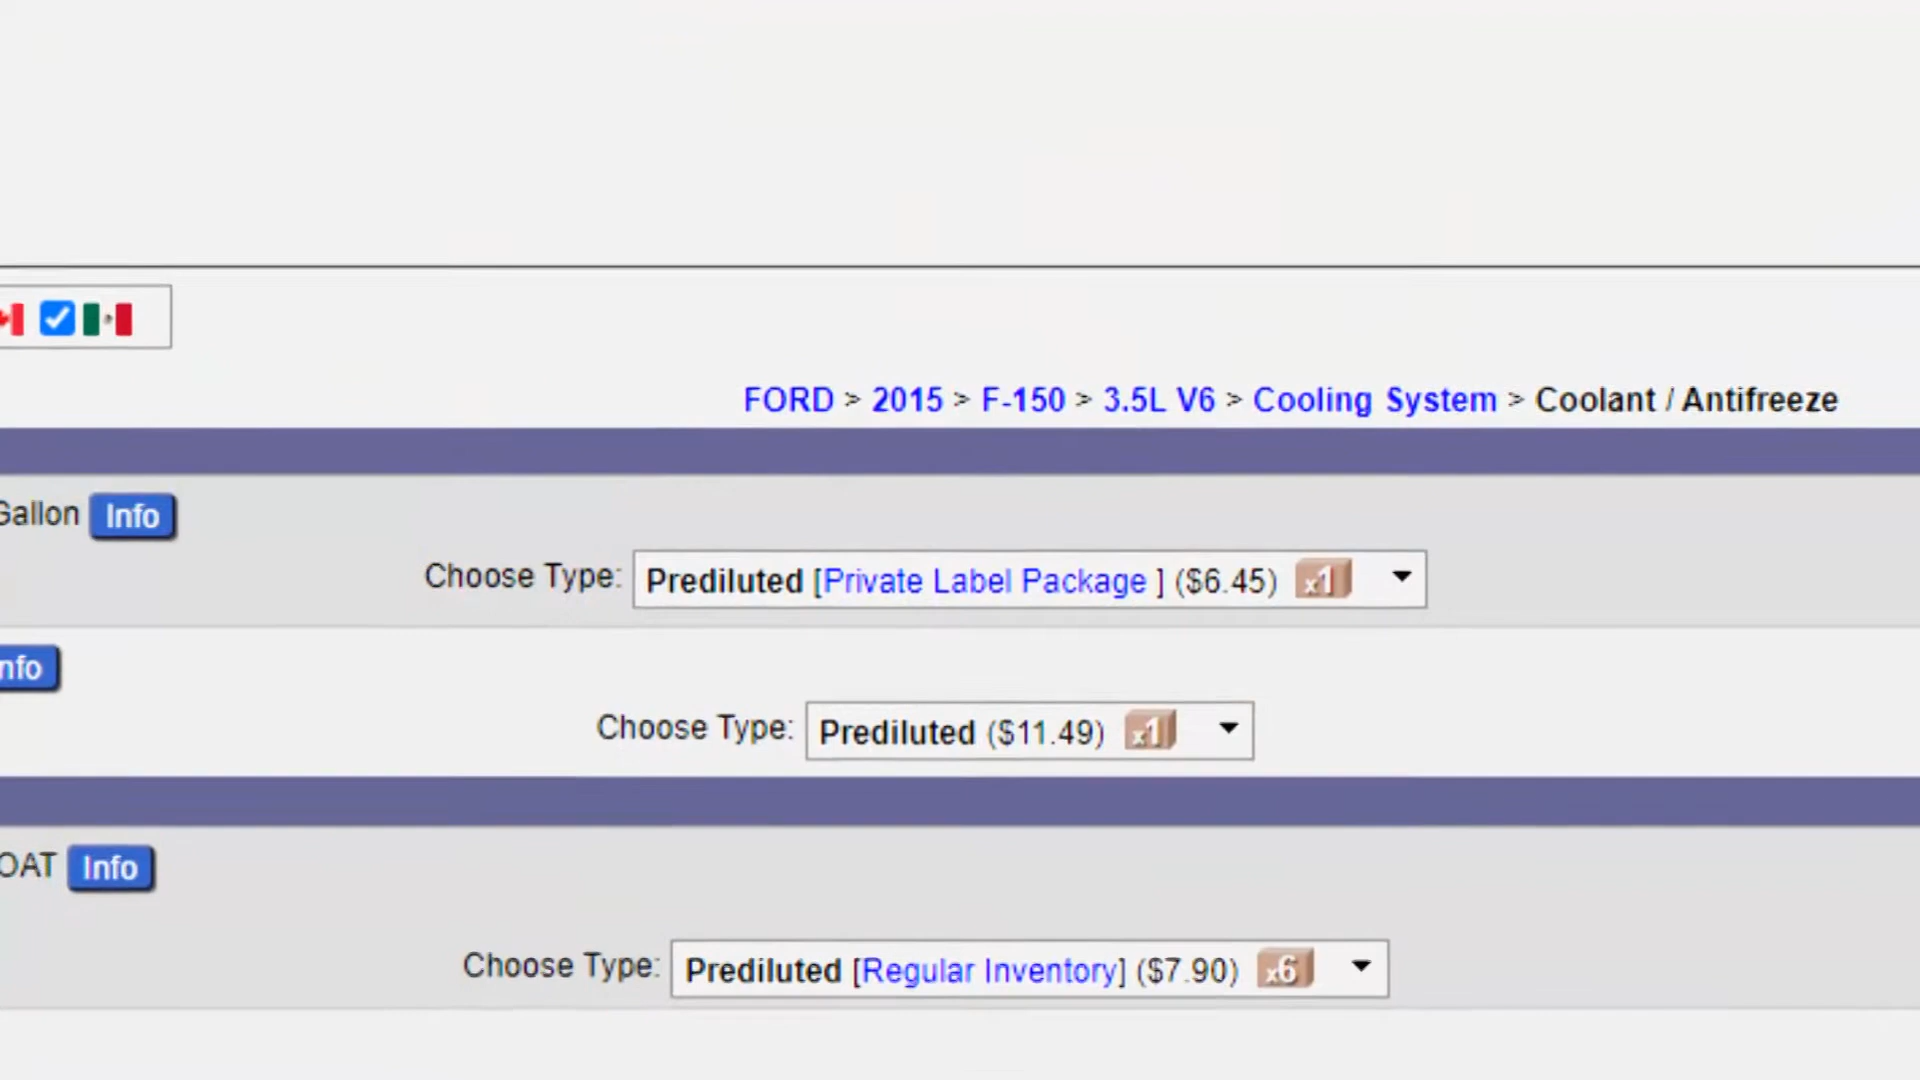 FORD > 2015 > F-150 > 3.5L V6 > Cooling System > Coolant / Antifreeze
Gallon Info
Choose Type: Prediluted [Private Label Package ] ($6.45) x1
Info
Choose Type: Prediluted ($11.49) x1
OAT Info
Choose Type: Prediluted [Regular Inventory] ($7.90) x6